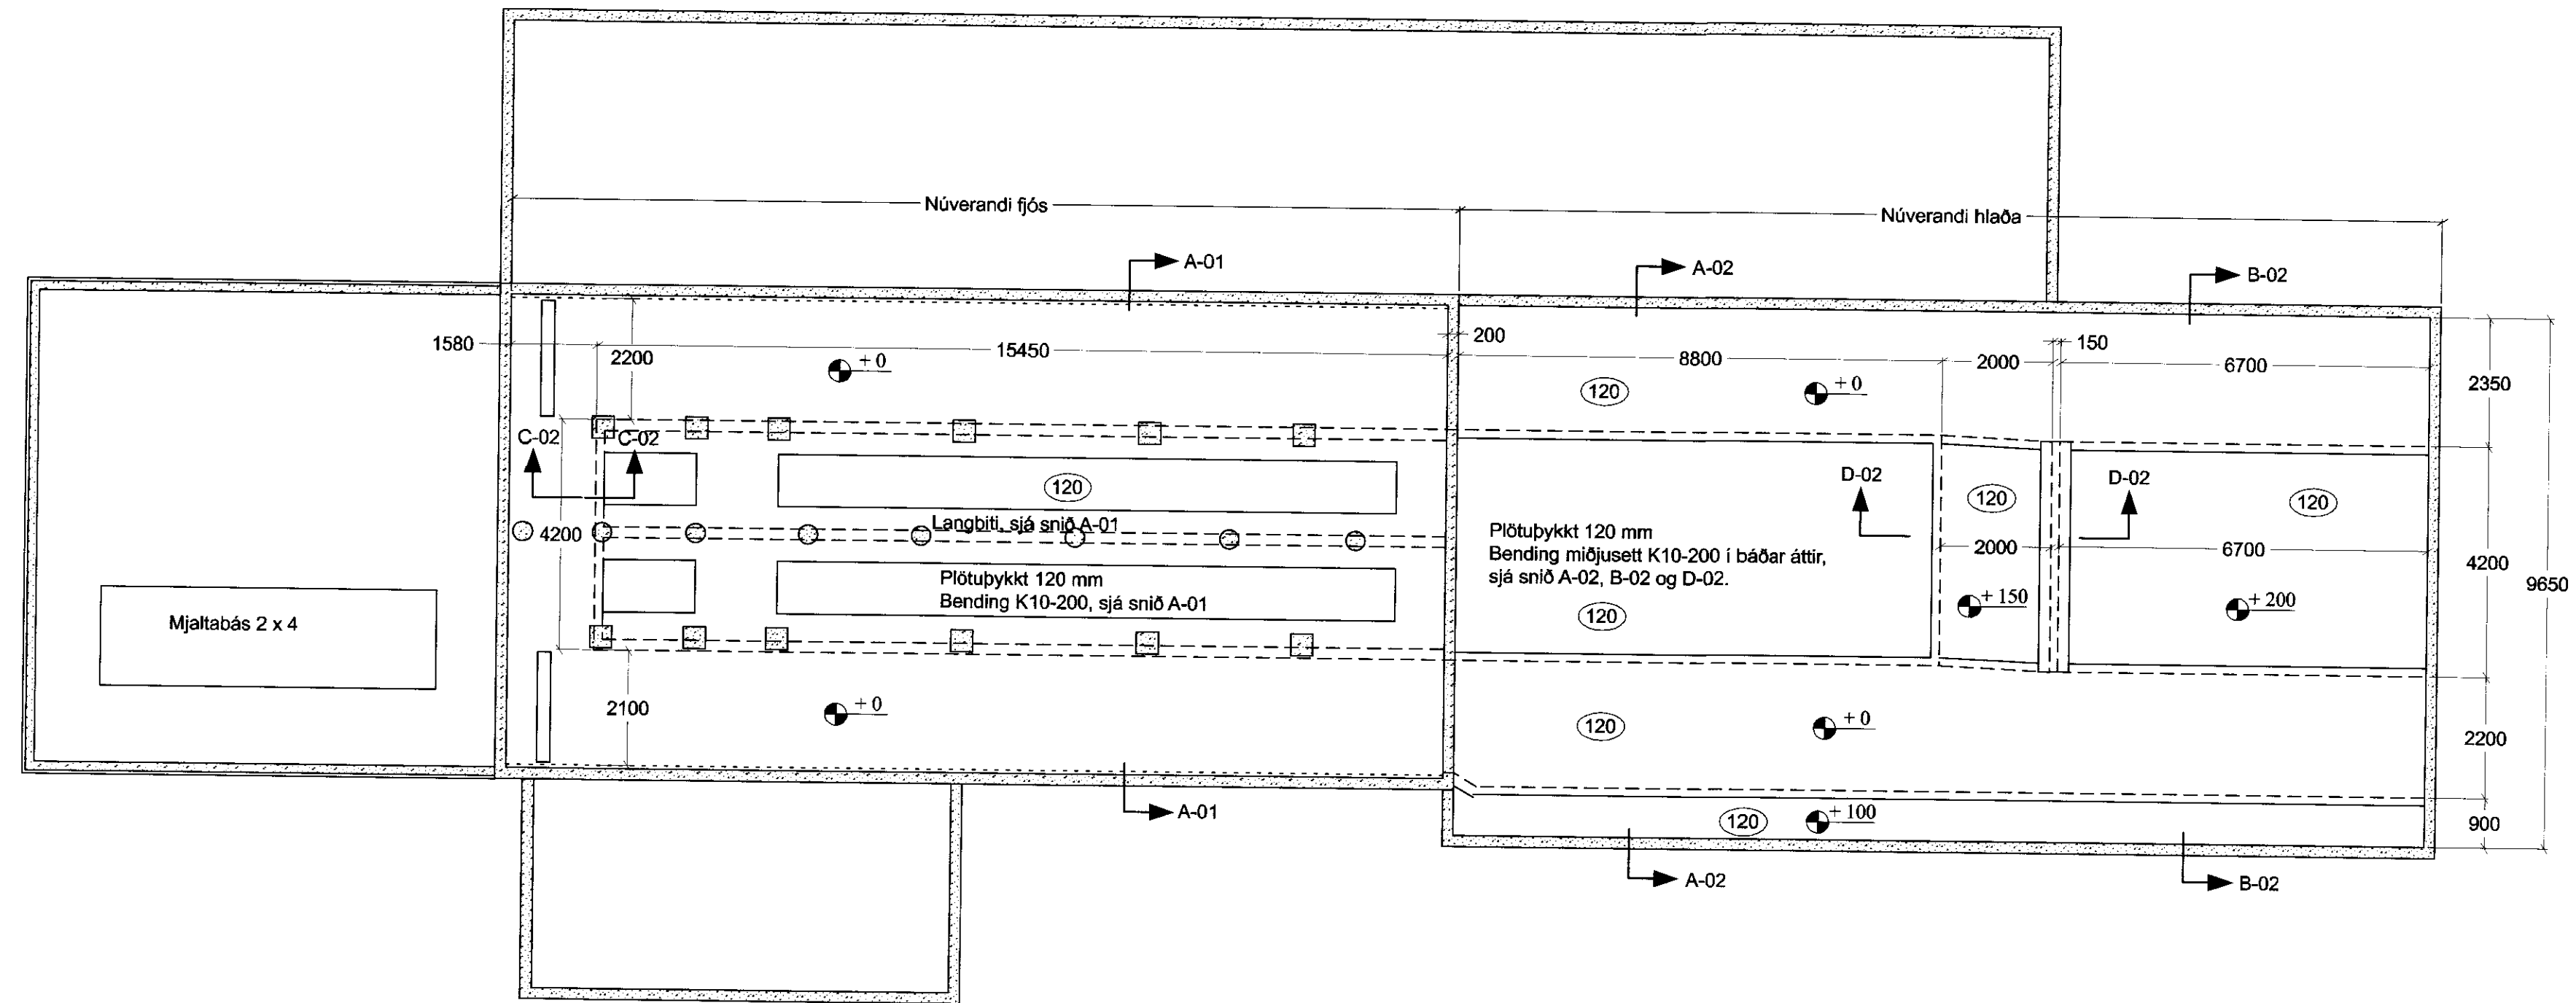 Núverandi fjós
Núverandi hlaða
A-01
A-02
B-02
1580
2200
15450
200
8800
2000
150
6700
2350
+ 0
120
+ 0
C-02
C-02
120
D-02
120
D-02
120
4200
Langbiti, sjá snið A-01
Plötuþykkt 120 mm
Bending miðjusett K10-200 í báðar áttir,
sjá snið A-02, B-02 og D-02.
2000
6700
4200
9650
Plötuþykkt 120 mm
Bending K10-200, sjá snið A-01
120
+ 150
+ 200
Mjaltabás 2 x 4
2100
+ 0
120
+ 0
2200
A-01
120
+ 100
900
A-02
B-02